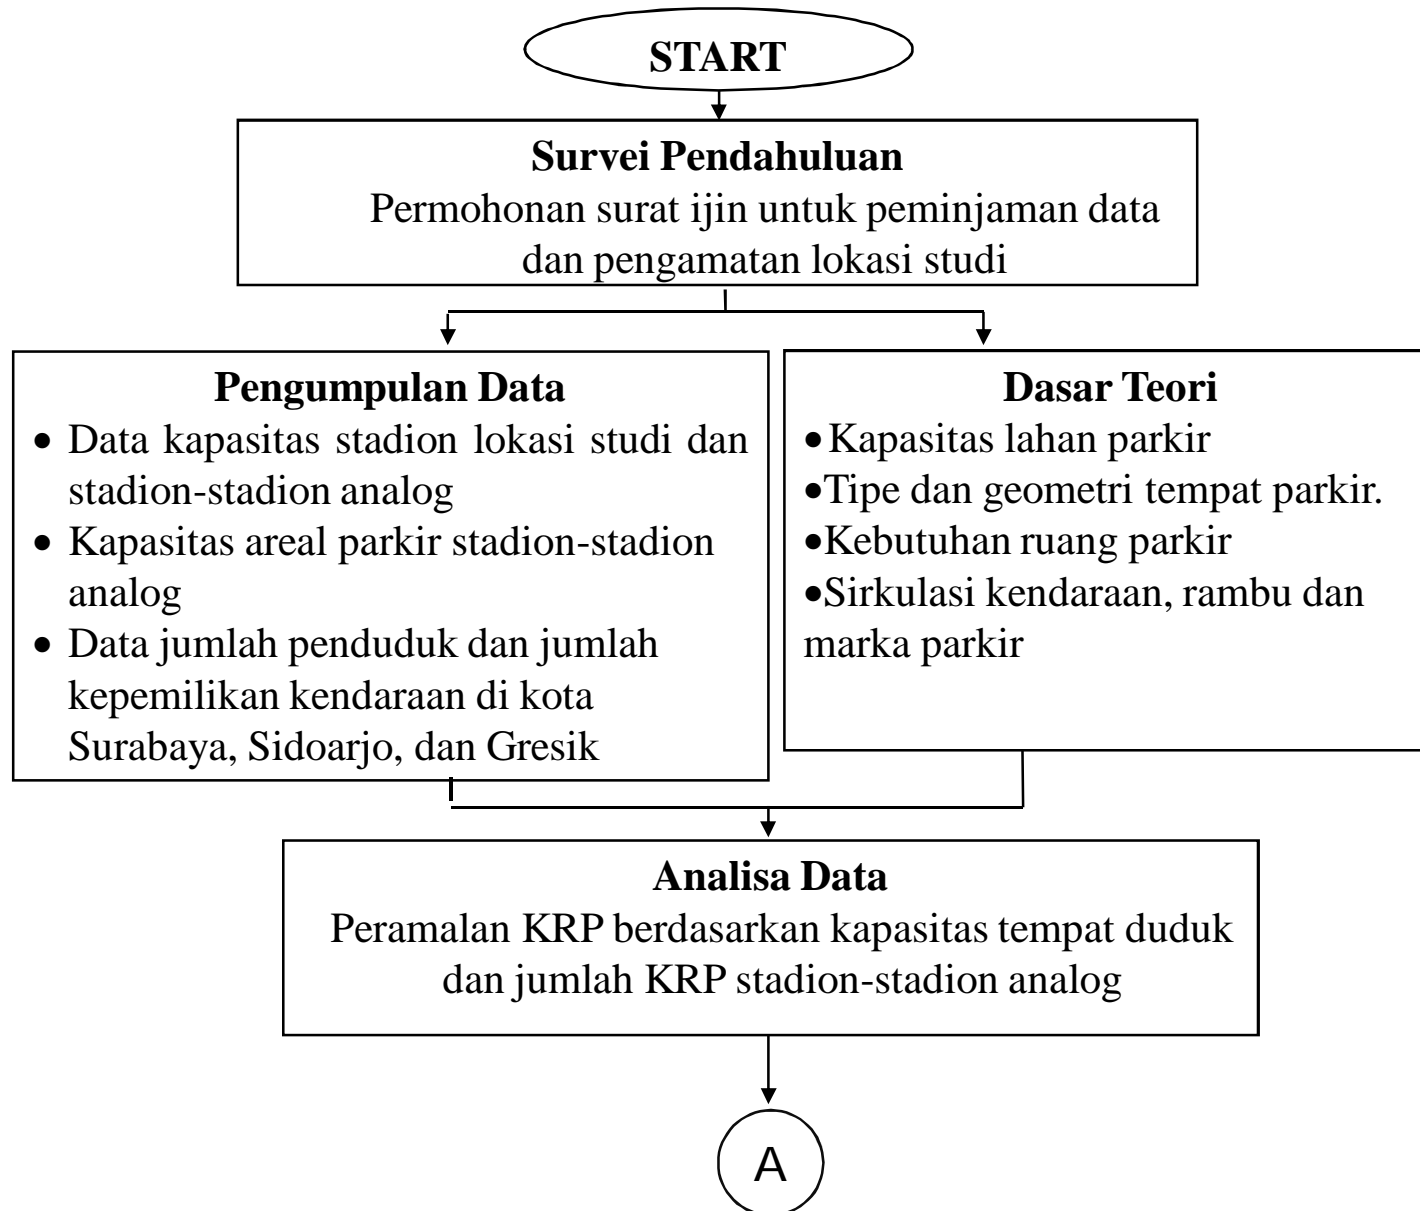 START
Survei Pendahuluan
Permohonan surat ijin untuk peminjaman data
dan pengamatan lokasi studi
Pengumpulan Data
• Data kapasitas stadion lokasi studi dan
stadion-stadion analog
• Kapasitas areal parkir stadion-stadion
analog
• Data jumlah penduduk dan jumlah
kepemilikan kendaraan di kota
Surabaya, Sidoarjo, dan Gresik
Dasar Teori
•Kapasitas lahan parkir
•Tipe dan geometri tempat parkir.
•Kebutuhan ruang parkir
•Sirkulasi kendaraan, rambu dan
marka parkir
Analisa Data
Peramalan KRP berdasarkan kapasitas tempat duduk
dan jumlah KRP stadion-stadion analog
A